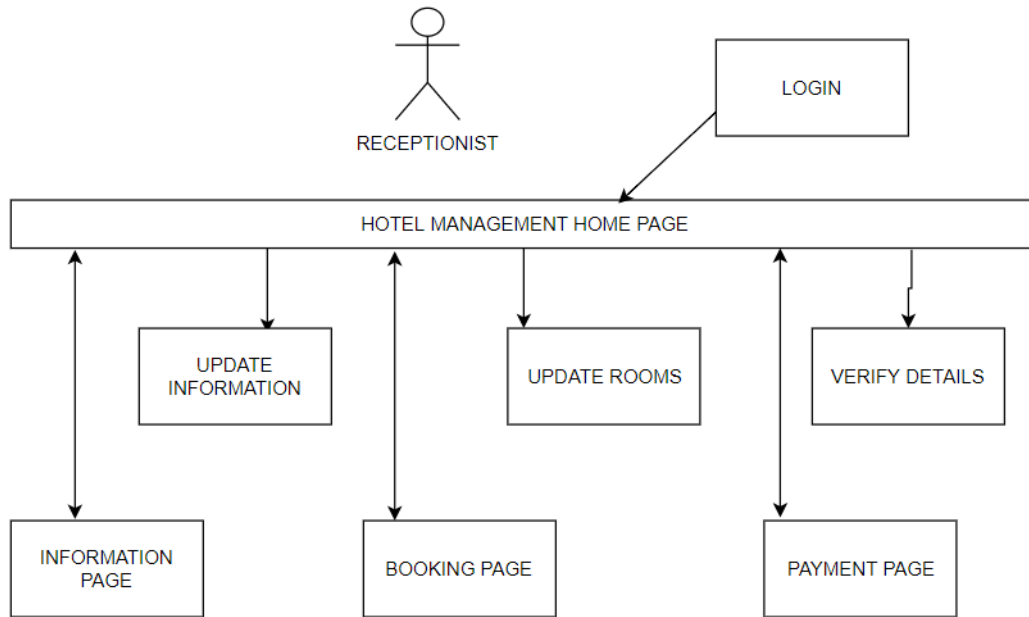 LOGIN
RECEPTIONIST
HOTEL MANAGEMENT HOME PAGE
UPDATE
INFORMATION
UPDATE ROOMS
VERIFY DETAILS
INFORMATION
PAGE
BOOKING PAGE
PAYMENT PAGE